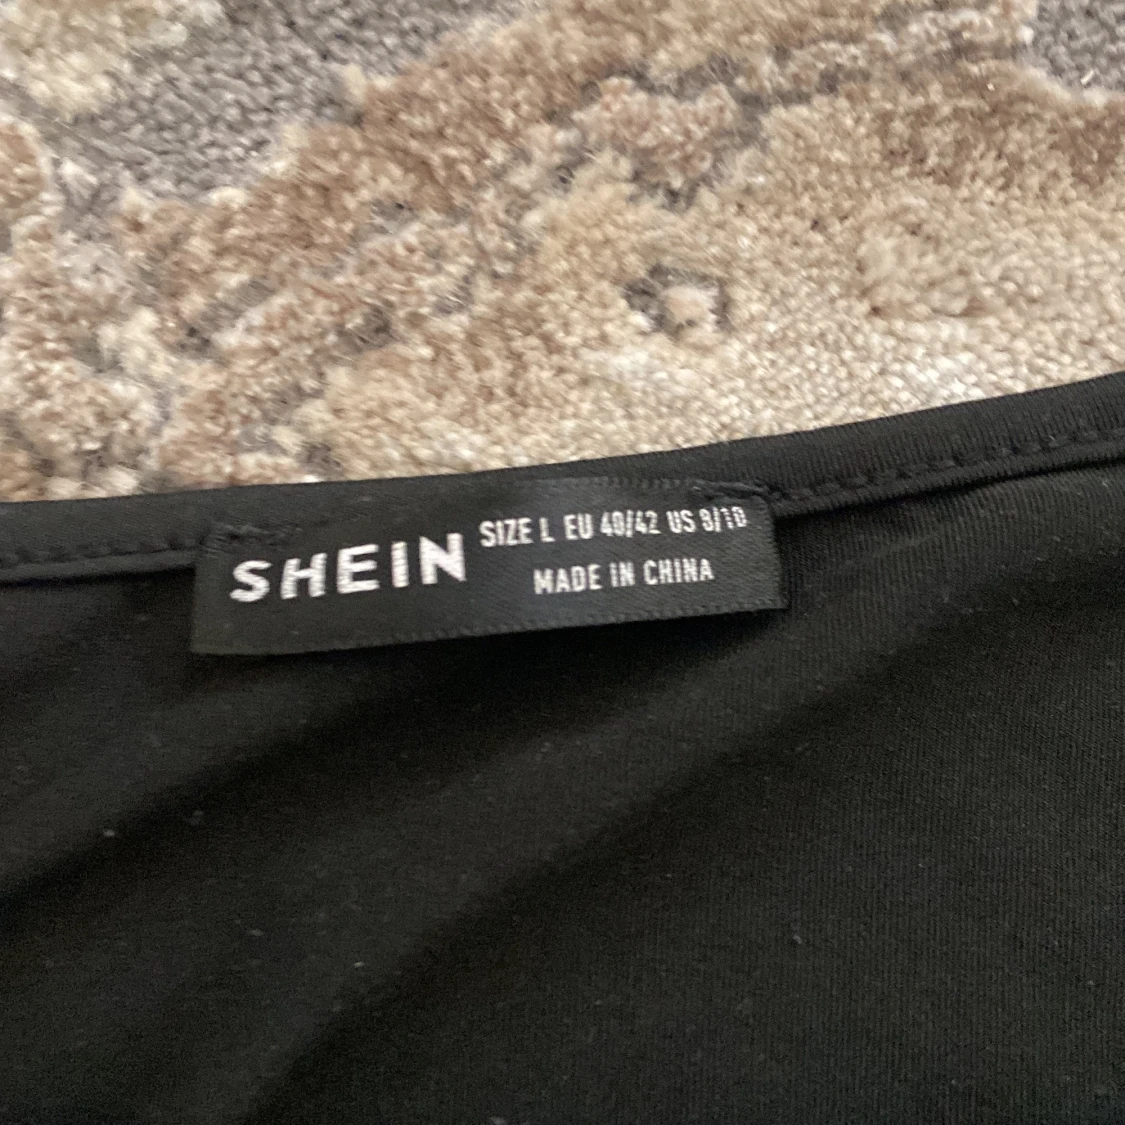 SHEIN
SIZE L EU 40/42 US 8/10
MADE IN CHINA